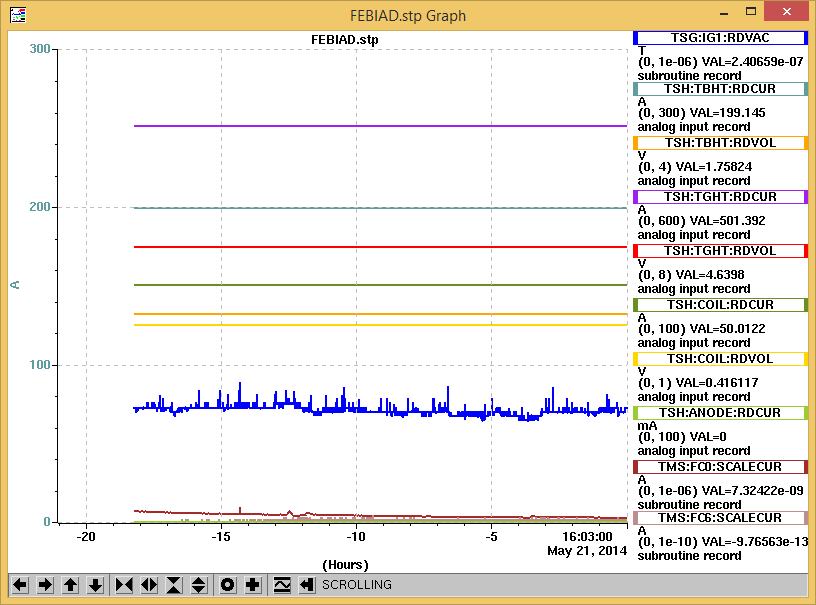 FEBIAD.stp Graph
FEBIAD.stp
300
200
100
0
A
-20
-15
-10
-5
16:03:00
May 21, 2014
(Hours)
TSG:IG1:RDVAC
T
(0, 1e-06) VAL=2.40659e-07
subroutine record
TSH:TBHT:RDCUR
A
(0, 300) VAL=199.145
analog input record
TSH:TBHT:RDVOL
V
(0, 4) VAL=1.75824
analog input record
TSH:TGHT:RDCUR
A
(0, 600) VAL=501.392
analog input record
TSH:TGHT:RDVOL
V
(0, 8) VAL=4.6398
analog input record
TSH:COIL:RDCUR
A
(0, 100) VAL=50.0122
analog input record
TSH:COIL:RDVOL
V
(0, 1) VAL=0.416117
analog input record
TSH:ANODE:RDCUR
mA
(0, 100) VAL=0
analog input record
TMS:FC0:SCALECUR
A
(0, 1e-06) VAL=7.32422e-09
subroutine record
TMS:FC6:SCALECUR
A
(0, 1e-10) VAL=-9.76563e-13
subroutine record
SCROLLING